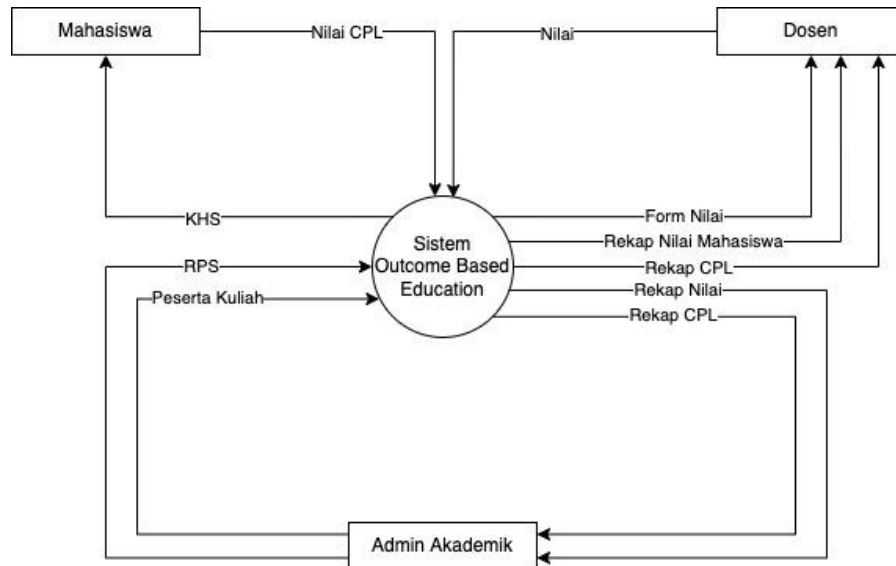 Mahasiswa
Nilai CPL
Nilai
Dosen
KHS
Form Nilai
Sistem
Outcome Based
Education
Rekap Nilai Mahasiswa
RPS
Rekap CPL
Peserta Kuliah
Rekap Nilai
Rekap CPL
Admin Akademik